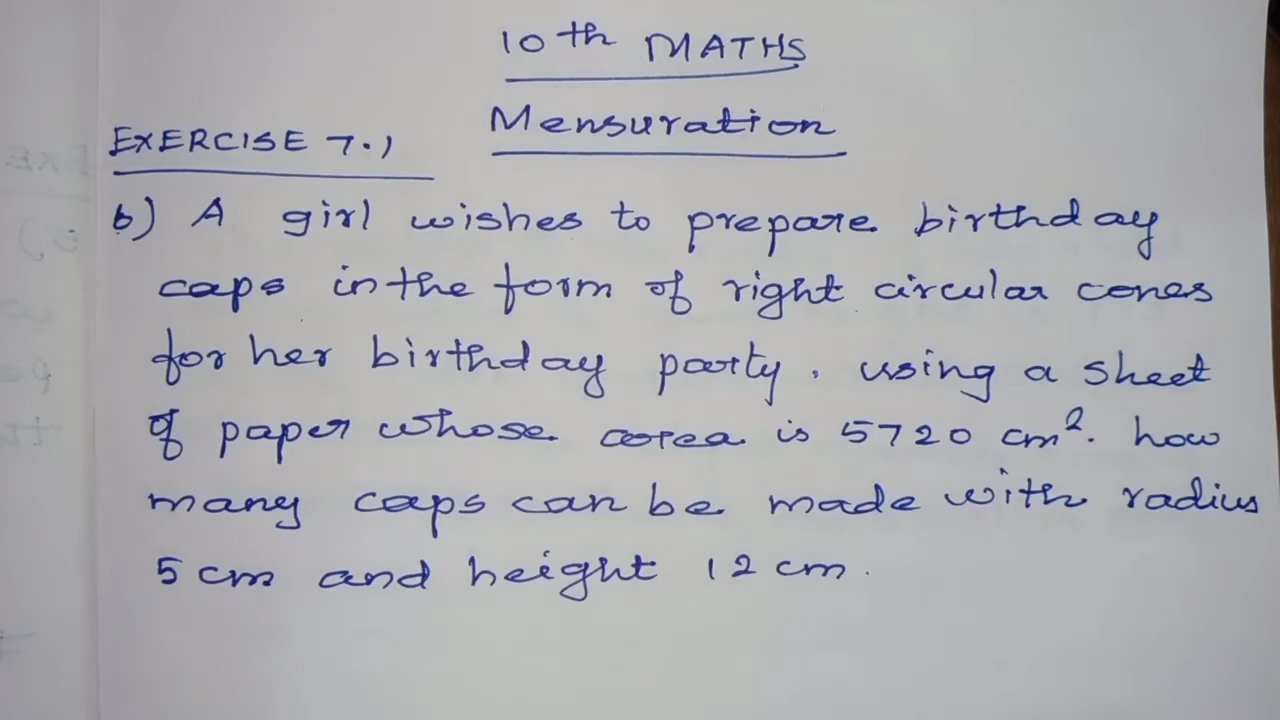 10th MATHS
Mensuration
EXERCISE 7.1
6) A girl wishes to prepare birthday
caps in the form of right circular cones
for her birthday party, using a sheet
of paper whose area is 5720 cm². how
many caps can be made with radius
5 cm and height 12 cm.